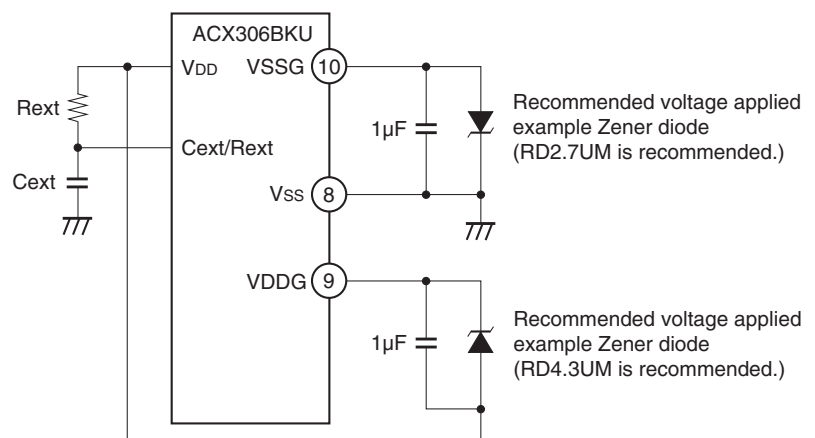 ACX306BKU
VDD
VSSG
10
Rext
1μF
Recommended voltage applied
example Zener diode
(RD2.7UM is recommended.)
Cext/Rext
Cext
Vss
8
VDDG
9
1μF
Recommended voltage applied
example Zener diode
(RD4.3UM is recommended.)